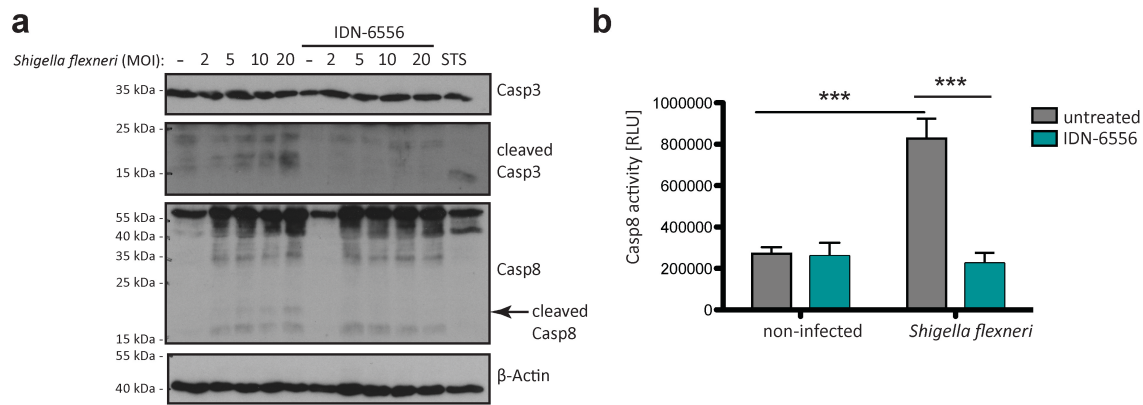 a
IDN-6556
Shigella flexneri (MOI): – 2 5 10 20 – 2 5 10 20 STS
35 kDa - Casp3
25 kDa -
cleaved
Casp3
15 kDa -
55 kDa -
40 kDa -
35 kDa -
Casp8
25 kDa -
cleaved
Casp8
15 kDa -
55 kDa -
β-Actin
40 kDa -
b
*** ***
untreated
IDN-6556
Casp8 activity [RLU]
1000000
800000
600000
400000
200000
0
non-infected Shigella flexneri